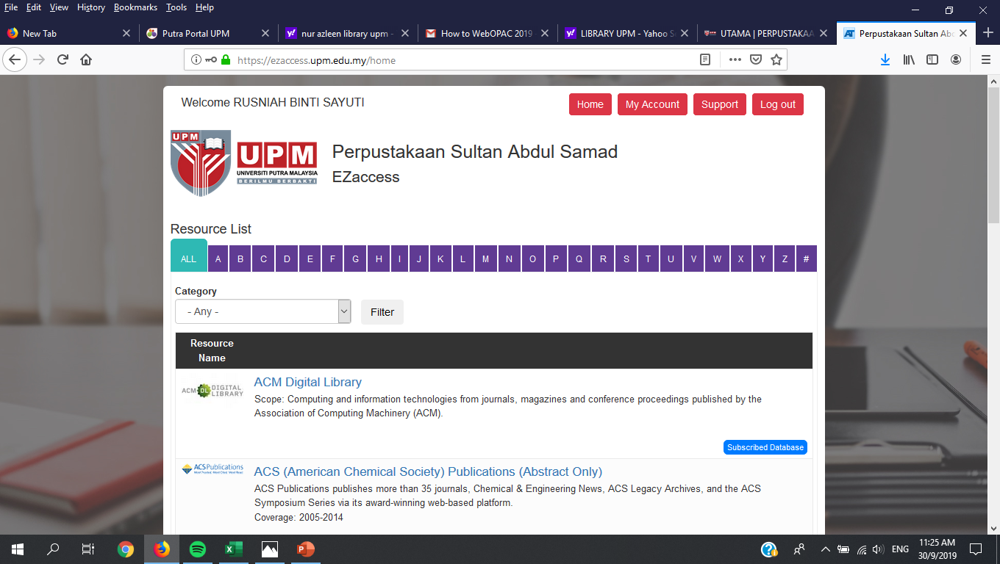 File Edit View History Bookmarks Tools Help
New Tab
Putra Portal UPM
nur azleen library upm -
How to WebOPAC 2019
LIBRARY UPM - Yahoo S
UTAMA | PERPUSTAKAA
Perpustakaan Sultan Abd
https://ezaccess.upm.edu.my/home
Welcome RUSNIAH BINTI SAYUTI
Home My Account Support Log out
UPM
UPM
UNIVERSITI PUTRA MALAYSIA
BERILMU BERBAKTI
Perpustakaan Sultan Abdul Samad
EZaccess
Resource List
ALL A B C D E F G H I J K L M N O P Q R S T U V W X Y Z #
Category
- Any -
Filter
Resource
Name
ACM DL DIGITAL
LIBRARY
ACM Digital Library
Scope: Computing and information technologies from journals, magazines and conference proceedings published by the
Association of Computing Machinery (ACM).
Subscribed Database
ACS Publications
ACS (American Chemical Society) Publications (Abstract Only)
ACS Publications publishes more than 35 journals, Chemical & Engineering News, ACS Legacy Archives, and the ACS
Symposium Series via its award-winning web-based platform.
Coverage: 2005-2014
ENG
11:25 AM
30/9/2019